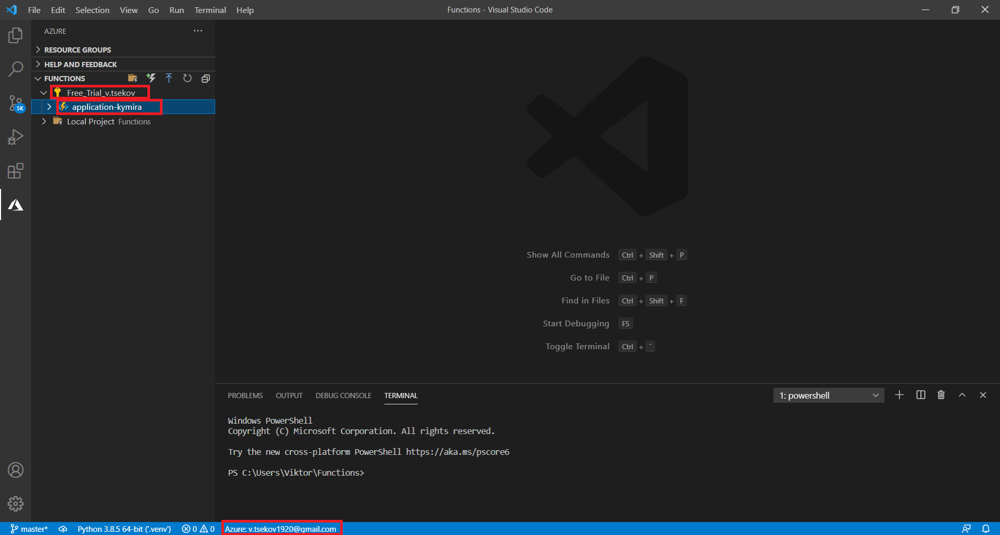 File Edit Selection View Go Run Terminal Help Functions - Visual Studio Code
AZURE
RESOURCE GROUPS
HELP AND FEEDBACK
FUNCTIONS
Free_Trial_v.tsekov
application-kymira
Local Project Functions
5K
Show All Commands Ctrl + Shift + P
Go to File Ctrl + P
Find in Files Ctrl + Shift + F
Start Debugging F5
Toggle Terminal Ctrl + `
PROBLEMS OUTPUT DEBUG CONSOLE TERMINAL 1: powershell
Windows PowerShell
Copyright (C) Microsoft Corporation. All rights reserved.
Try the new cross-platform PowerShell https://aka.ms/pscore6
PS C:\Users\Viktor\Functions>
master* Python 3.8.5 64-bit ('.venv') 0 0 Azure: v.tsekov1920@gmail.com